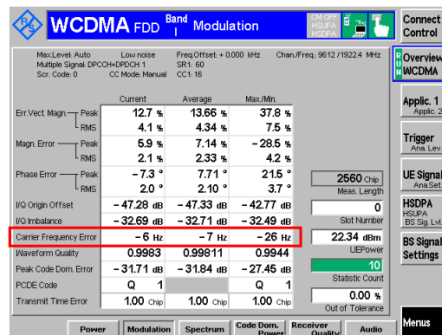 WCDMA FDD Band I Modulation
CM OFF
HSUPA
HSDPA
Connect
Control
Max.Level: Auto Low noise Freq.Offset: + 0.000 kHz Chan./Freq.: 9612 / 1922.4 MHz
Multiple Signal: DPCCH+DPDCH 1 SR1: 60
Scr. Code: 0 CC Mode: Manual CC1: 16
Current Average Max./Min.
Err.Vect. Magn. Peak 12.7 % 13.66 % 37.8 %
RMS 4.1 % 4.34 % 7.5 %
Magn. Error Peak 5.9 % 7.14 % – 28.5 %
RMS 2.1 % 2.33 % 4.2 %
Phase Error Peak – 7.3 ° 7.71 ° 21.5 °
RMS 2.0 ° 2.10 ° 3.7 °
I/Q Origin Offset – 47.28 dB – 47.33 dB – 42.77 dB
I/Q Imbalance – 32.69 dB – 32.71 dB – 32.49 dB
Carrier Frequency Error – 6 Hz – 7 Hz – 26 Hz
Waveform Quality 0.9983 0.99811 0.9944
Peak Code Dom. Error – 31.71 dB – 31.84 dB – 27.45 dB
PCDE Code Q 1 Q 1
Transmit Time Error 1.00 Chip 1.00 Chip 1.00 Chip
2560 Chip
Meas. Length
0
Slot Number
22.34 dBm
UEPower
10
Statistic Count
0.00 %
Out of Tolerance
Overview
WCDMA
Applic. 1
Applic. 2
Trigger
Ana.Lev.
UE Signal
Ana.Set.
HSDPA
HSUPA
BS Sig. Lvl.
BS Signal
Settings
Menus
Power Modulation Spectrum Code Dom. Power Receiver Quality Audio